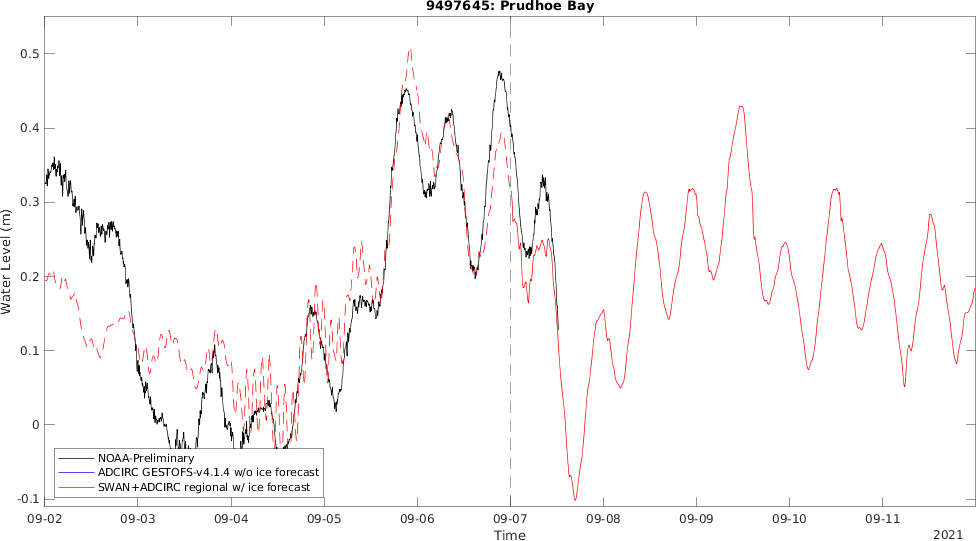 9497645: Prudhoe Bay
Water Level (m)
0.5
0.4
0.3
0.2
0.1
0
-0.1
NOAA-Preliminary
ADCIRC GESTOFS-v4.1.4 w/o ice forecast
SWAN+ADCIRC regional w/ ice forecast
09-02 09-03 09-04 09-05 09-06 09-07 09-08 09-09 09-10 09-11
Time
2021